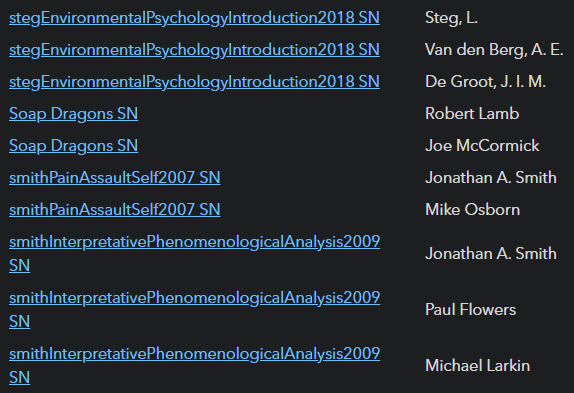 stegEnvironmentalPsychologyIntroduction2018 SN Steg, L.
stegEnvironmentalPsychologyIntroduction2018 SN Van den Berg, A. E.
stegEnvironmentalPsychologyIntroduction2018 SN De Groot, J. I. M.
Soap Dragons SN Robert Lamb
Soap Dragons SN Joe McCormick
smithPainAssaultSelf2007 SN Jonathan A. Smith
smithPainAssaultSelf2007 SN Mike Osborn
smithInterpretativePhenomenologicalAnalysis2009
SN
Jonathan A. Smith
smithInterpretativePhenomenologicalAnalysis2009
SN
Paul Flowers
smithInterpretativePhenomenologicalAnalysis2009
SN
Michael Larkin